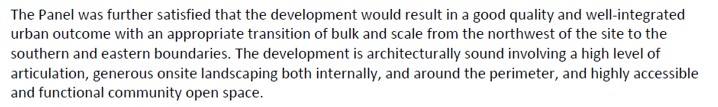 The Panel was further satisfied that the development would result in a good quality and well-integrated
urban outcome with an appropriate transition of bulk and scale from the northwest of the site to the
southern and eastern boundaries. The development is architecturally sound involving a high level of
articulation, generous onsite landscaping both internally, and around the perimeter, and highly accessible
and functional community open space.